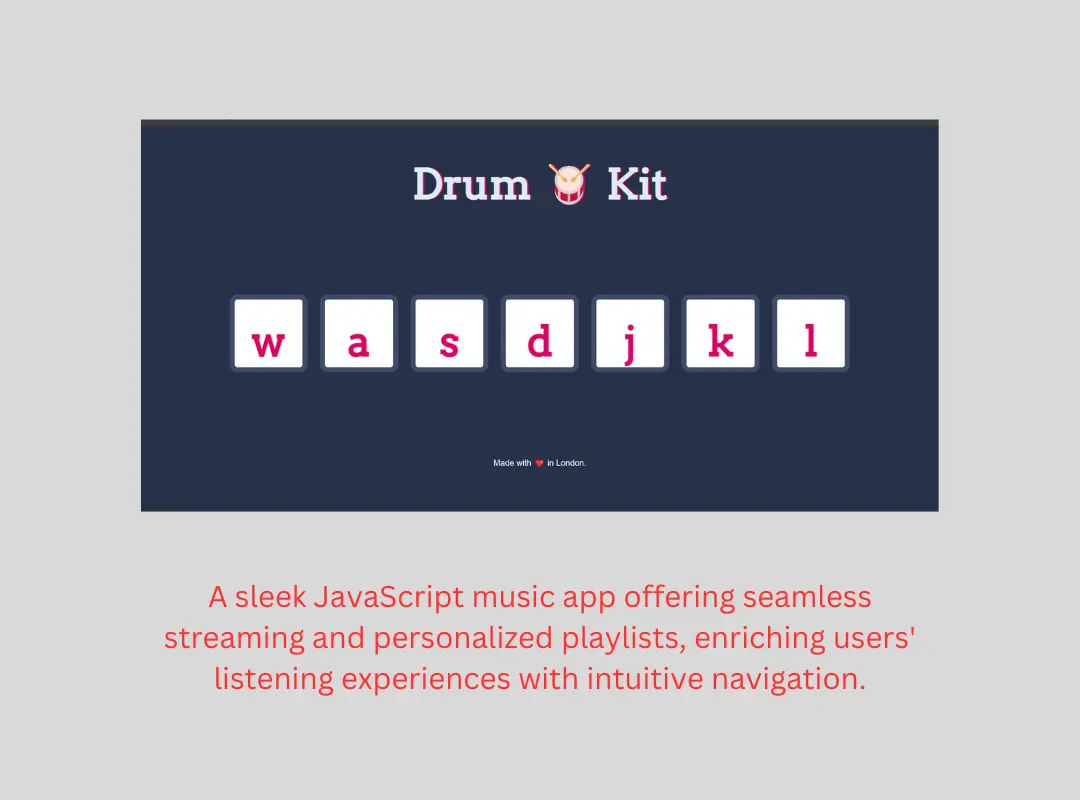 Drum 🥁 Kit
w a s d j k l
Made with ❤️ in London.
A sleek JavaScript music app offering seamless
streaming and personalized playlists, enriching users'
listening experiences with intuitive navigation.